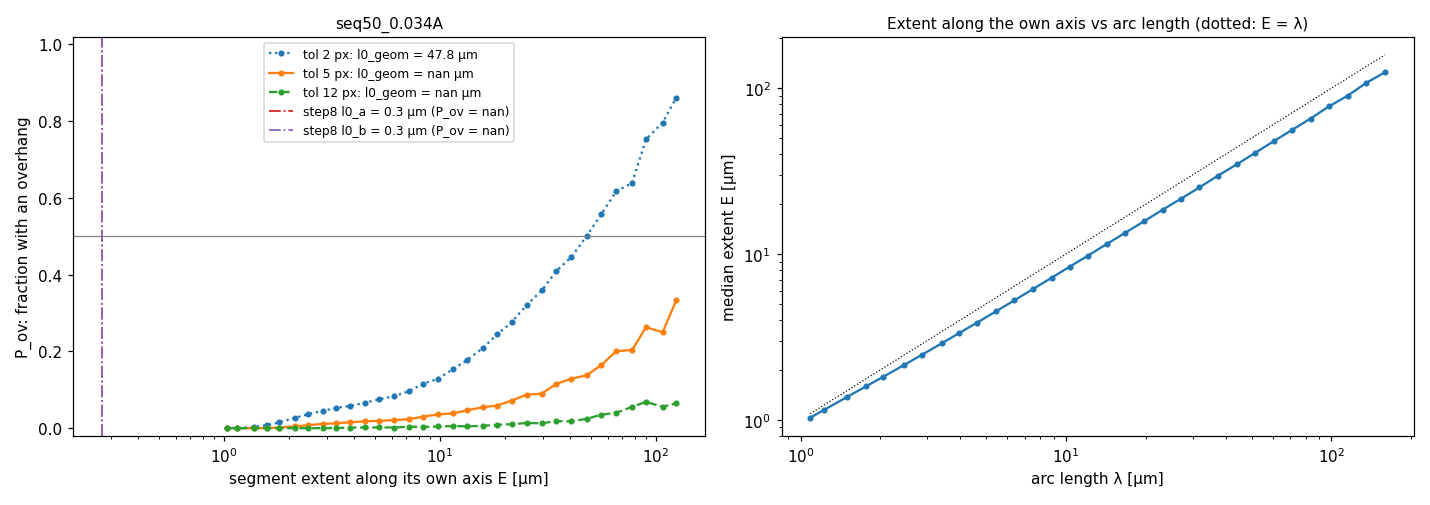 seq50_0.034A
1.0
0.8
0.6
0.4
0.2
0.0
P_ov: fraction with an overhang
tol 2 px: l0_geom = 47.8 µm
tol 5 px: l0_geom = nan µm
tol 12 px: l0_geom = nan µm
step8 l0_a = 0.3 µm (P_ov = nan)
step8 l0_b = 0.3 µm (P_ov = nan)
10⁰
10¹
10²
segment extent along its own axis E [µm]
Extent along the own axis vs arc length (dotted: E = λ)
10²
10¹
10⁰
median extent E [µm]
10⁰
10¹
10²
arc length λ [µm]